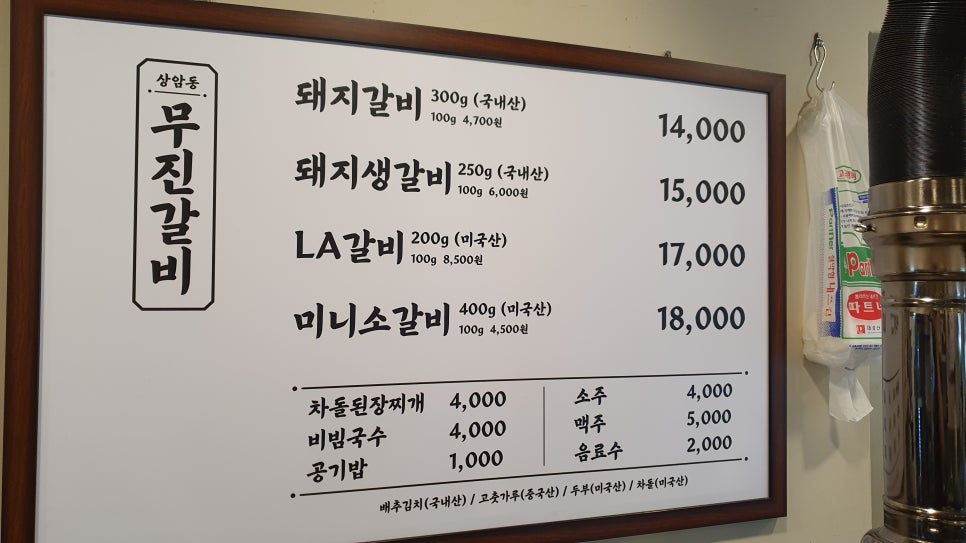 상암동
무진갈비
돼지갈비 300g (국내산) 14,000
100g 4,700원
돼지생갈비 250g (국내산) 15,000
100g 6,000원
LA갈비 200g (미국산) 17,000
100g 8,500원
미니소갈비 400g (미국산) 18,000
100g 4,500원
차돌된장찌개 4,000
비빔국수 4,000
공기밥 1,000
소주 4,000
맥주 5,000
음료수 2,000
배추김치(국내산) / 고춧가루(중국산) / 두부(미국산) / 차돌(미국산)